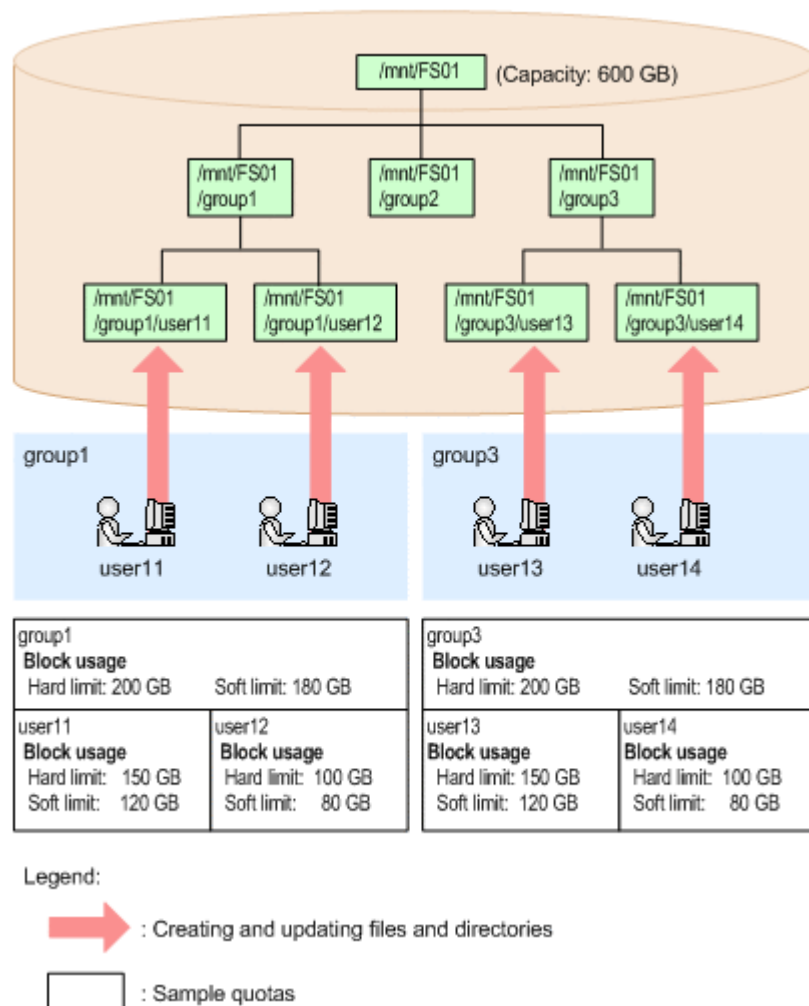 /mnt/FS01 (Capacity: 600 GB)
/mnt/FS01 /mnt/FS01 /mnt/FS01
/group1 /group2 /group3
/mnt/FS01 /mnt/FS01 /mnt/FS01 /mnt/FS01
/group1/user11 /group1/user12 /group3/user13 /group3/user14
group1 group3
user11 user12 user13 user14
group1
Block usage
Hard limit: 200 GB Soft limit: 180 GB
user11
Block usage
Hard limit: 150 GB
Soft limit: 120 GB
user12
Block usage
Hard limit: 100 GB
Soft limit: 80 GB
group3
Block usage
Hard limit: 200 GB Soft limit: 180 GB
user13
Block usage
Hard limit: 150 GB
Soft limit: 120 GB
user14
Block usage
Hard limit: 100 GB
Soft limit: 80 GB
Legend:
: Creating and updating files and directories
: Sample quotas